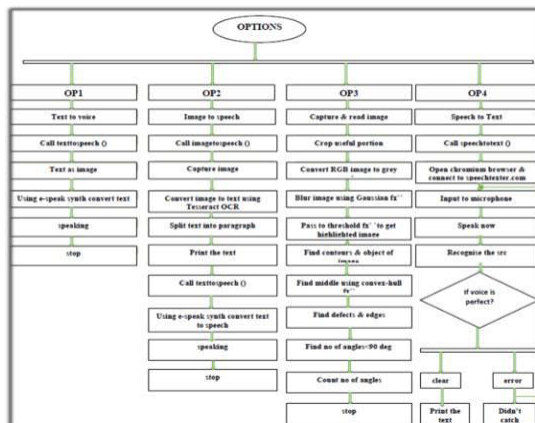 OPTIONS
OP1
Text to voice
Call texttospeech ()
Text as image
Using e-speak synth convert text
speaking
stop
OP2
Image to speech
Call imagetospeech ()
Capture image
Convert image to text using
Tesseract OCR
Split text into paragraph
Print the text
Call texttospeech ()
Using e-speak synth convert text
to speech
speaking
stop
OP3
Capture & read image
Crop useful portion
Convert RGB image to grey
Blur image using Gaussian fx``
Pass to threshold fx``to get
highlighted image
Find contours & object of
image
Find middle using convex-hull
fx``
Find defects & edges
Find no of angles<90 deg
Count no of angles
stop
OP4
Speech to Text
Call speechtotext ()
Open chromium browser &
connect to speechtexter.com
Input to microphone
Speak now
Recognise the src
if voice is
perfect?
clear
error
Print the
text
Didn't
catch